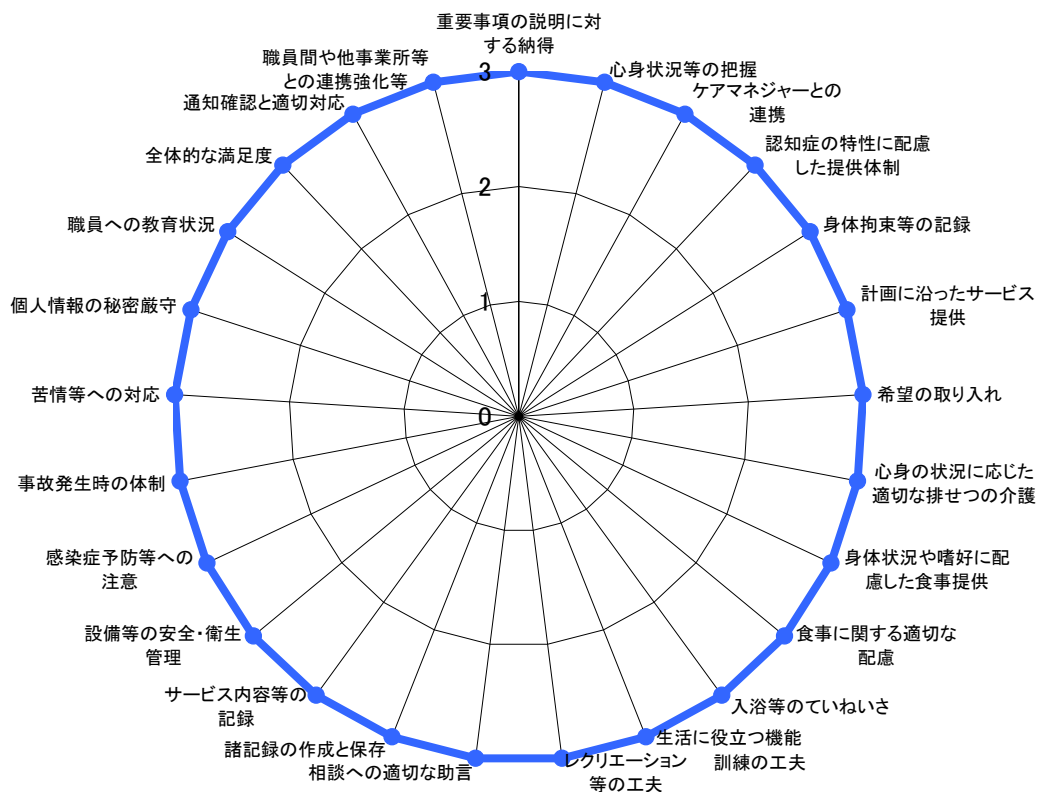 重要事項の説明に対
する納得
心身状況等の把握
ケアマネジャーとの
連携
認知症の特性に配慮
した提供体制
身体拘束等の記録
計画に沿ったサービス
提供
希望の取り入れ
心身の状況に応じた
適切な排せつの介護
身体状況や嗜好に配
慮した食事提供
食事に関する適切な
配慮
入浴等のていねいさ
生活に役立つ機能
訓練の工夫
レクリエーション
等の工夫
相談への適切な助言
諸記録の作成と保存
サービス内容等の
記録
設備等の安全・衛生
管理
感染症予防等への
注意
事故発生時の体制
苦情等への対応
個人情報の秘密厳守
職員への教育状況
全体的な満足度
通知確認と適切対応
職員間や他事業所等
との連携強化等
3
2
1
0